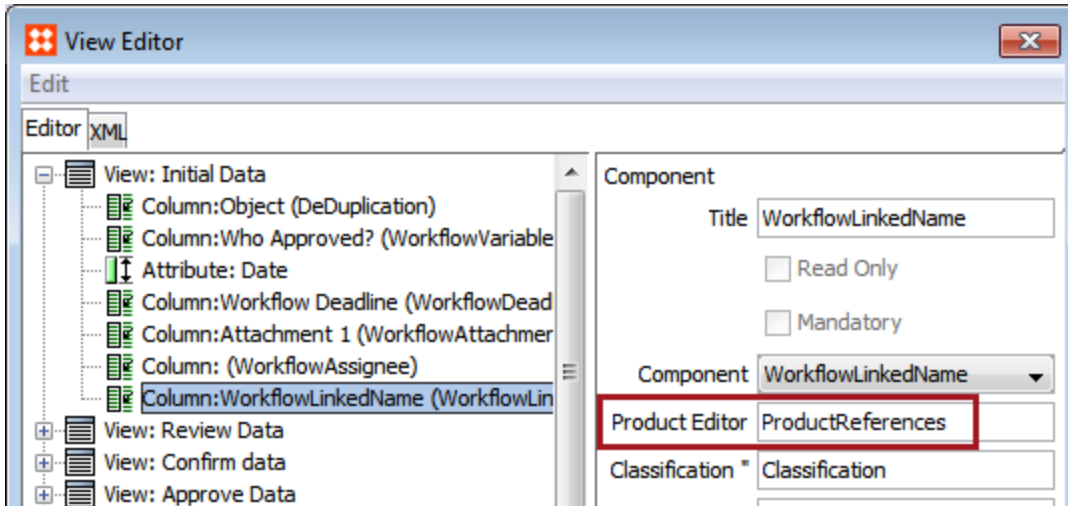 View Editor
Edit
Editor XML
View: Initial Data
Column:Object (DeDuplication)
Column:Who Approved? (WorkflowVariable
Attribute: Date
Column:Workflow Deadline (WorkflowDeadl
Column:Attachment 1 (WorkflowAttachmer
Column: (WorkflowAssignee)
Column:WorkflowLinkedName (WorkflowLin
View: Review Data
View: Confirm data
View: Approve Data
Component
Title WorkflowLinkedName
Read Only
Mandatory
Component WorkflowLinkedName
Product Editor ProductReferences
Classification " Classification